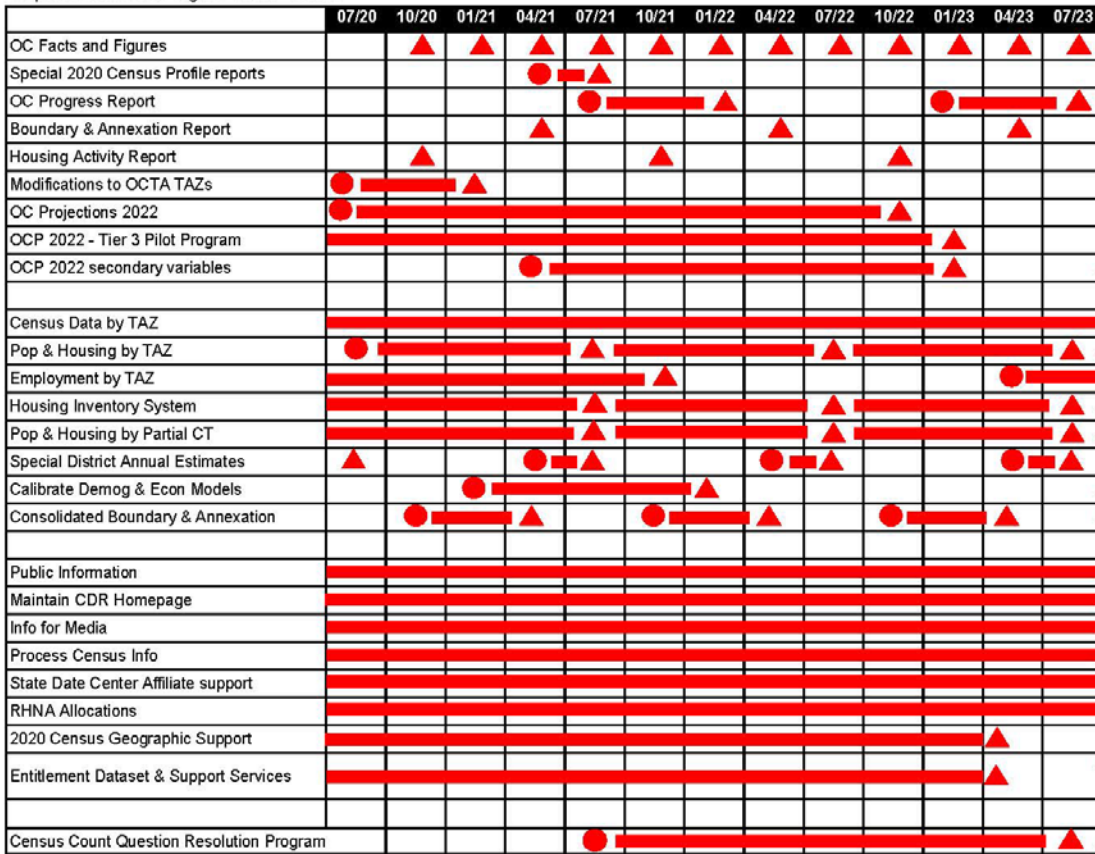 07/20 10/20 01/21 04/21 07/21 10/21 01/22 04/22 07/22 10/22 01/23 04/23 07/23
OC Facts and Figures
Special 2020 Census Profile reports
OC Progress Report
Boundary & Annexation Report
Housing Activity Report
Modifications to OCTA TAZs
OC Projections 2022
OCP 2022 - Tier 3 Pilot Program
OCP 2022 secondary variables
Census Data by TAZ
Pop & Housing by TAZ
Employment by TAZ
Housing Inventory System
Pop & Housing by Partial CT
Special District Annual Estimates
Calibrate Demog & Econ Models
Consolidated Boundary & Annexation
Public Information
Maintain CDR Homepage
Info for Media
Process Census Info
State Date Center Affiliate support
RHNA Allocations
2020 Census Geographic Support
Entitlement Dataset & Support Services
Census Count Question Resolution Program